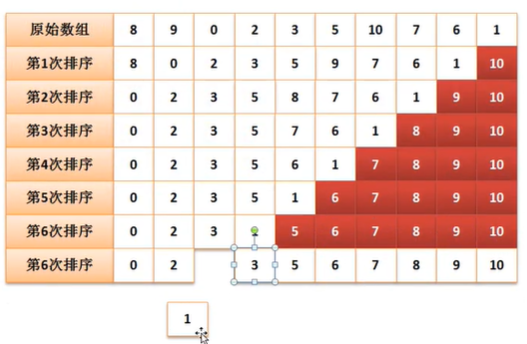 原始数组 8 9 0 2 3 5 10 7 6 1
第1次排序 8 0 2 3 5 9 7 6 1 10
第2次排序 0 2 3 5 8 7 6 1 9 10
第3次排序 0 2 3 5 7 6 1 8 9 10
第4次排序 0 2 3 5 6 1 7 8 9 10
第5次排序 0 2 3 5 1 6 7 8 9 10
第6次排序 0 2 3 5 6 7 8 9 10
第6次排序 0 2 3 5 6 7 8 9 10
1